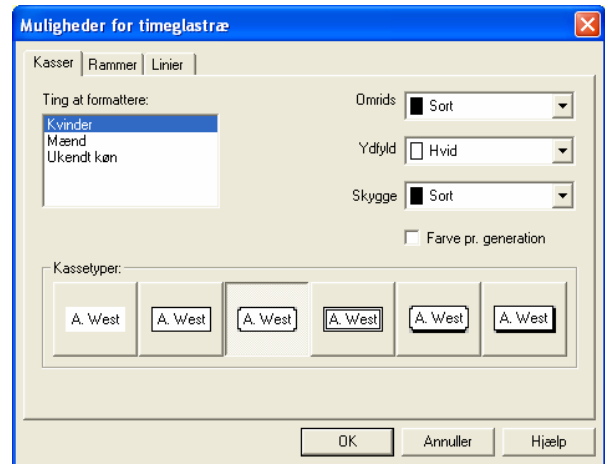 Muligheder for timeglastræ
Kasser Rammer Linier
Ting at formattere:
Kvinder
Mænd
Ukendt køn
Omrids Sort
Ydfyld Hvid
Skygge Sort
Farve pr. generation
Kassetyper:
A. West A. West A. West A. West A. West A. West
OK Annuller Hjælp